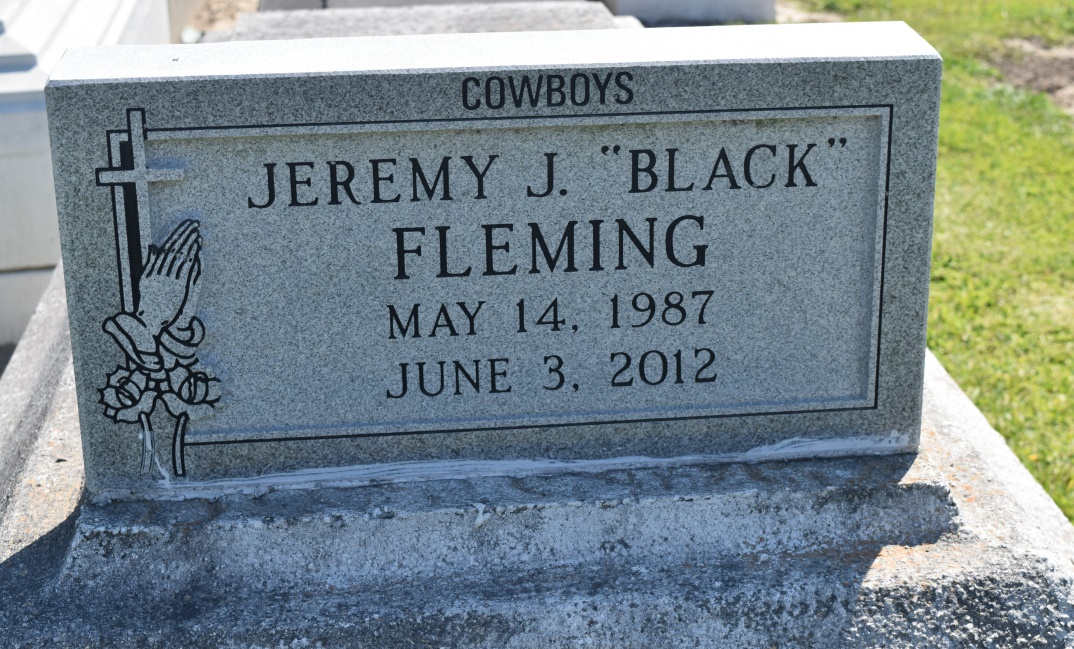 COWBOYS
JEREMY J. "BLACK"
FLEMING
MAY 14, 1987
JUNE 3, 2012